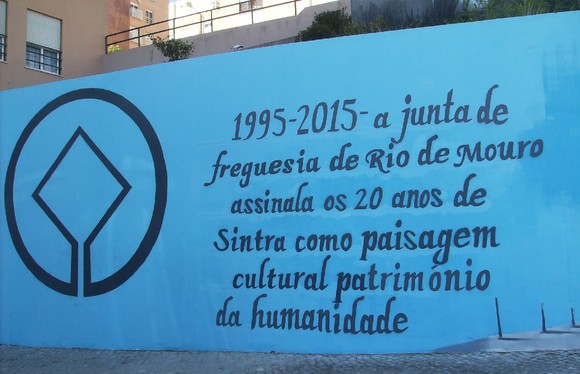 1995-2015- a junta de
freguesia de Rio de Mouro
assinala os 20 anos de
Sintra como paisagem
cultural património
da humanidade